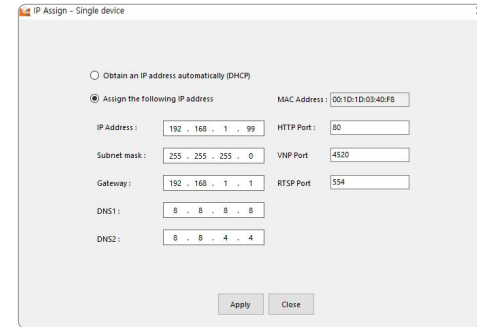 IP Assign - Single device
Obtain an IP address automatically (DHCP)
Assign the following IP address
MAC Address : 00:1D:1D:03:40:F8
IP Address : 192 . 168 . 1 . 99
HTTP Port : 80
Subnet mask : 255 . 255 . 255 . 0
VNP Port 4520
Gateway : 192 . 168 . 1 . 1
RTSP Port 554
DNS1 : 8 . 8 . 8 . 8
DNS2 : 8 . 8 . 4 . 4
Apply Close